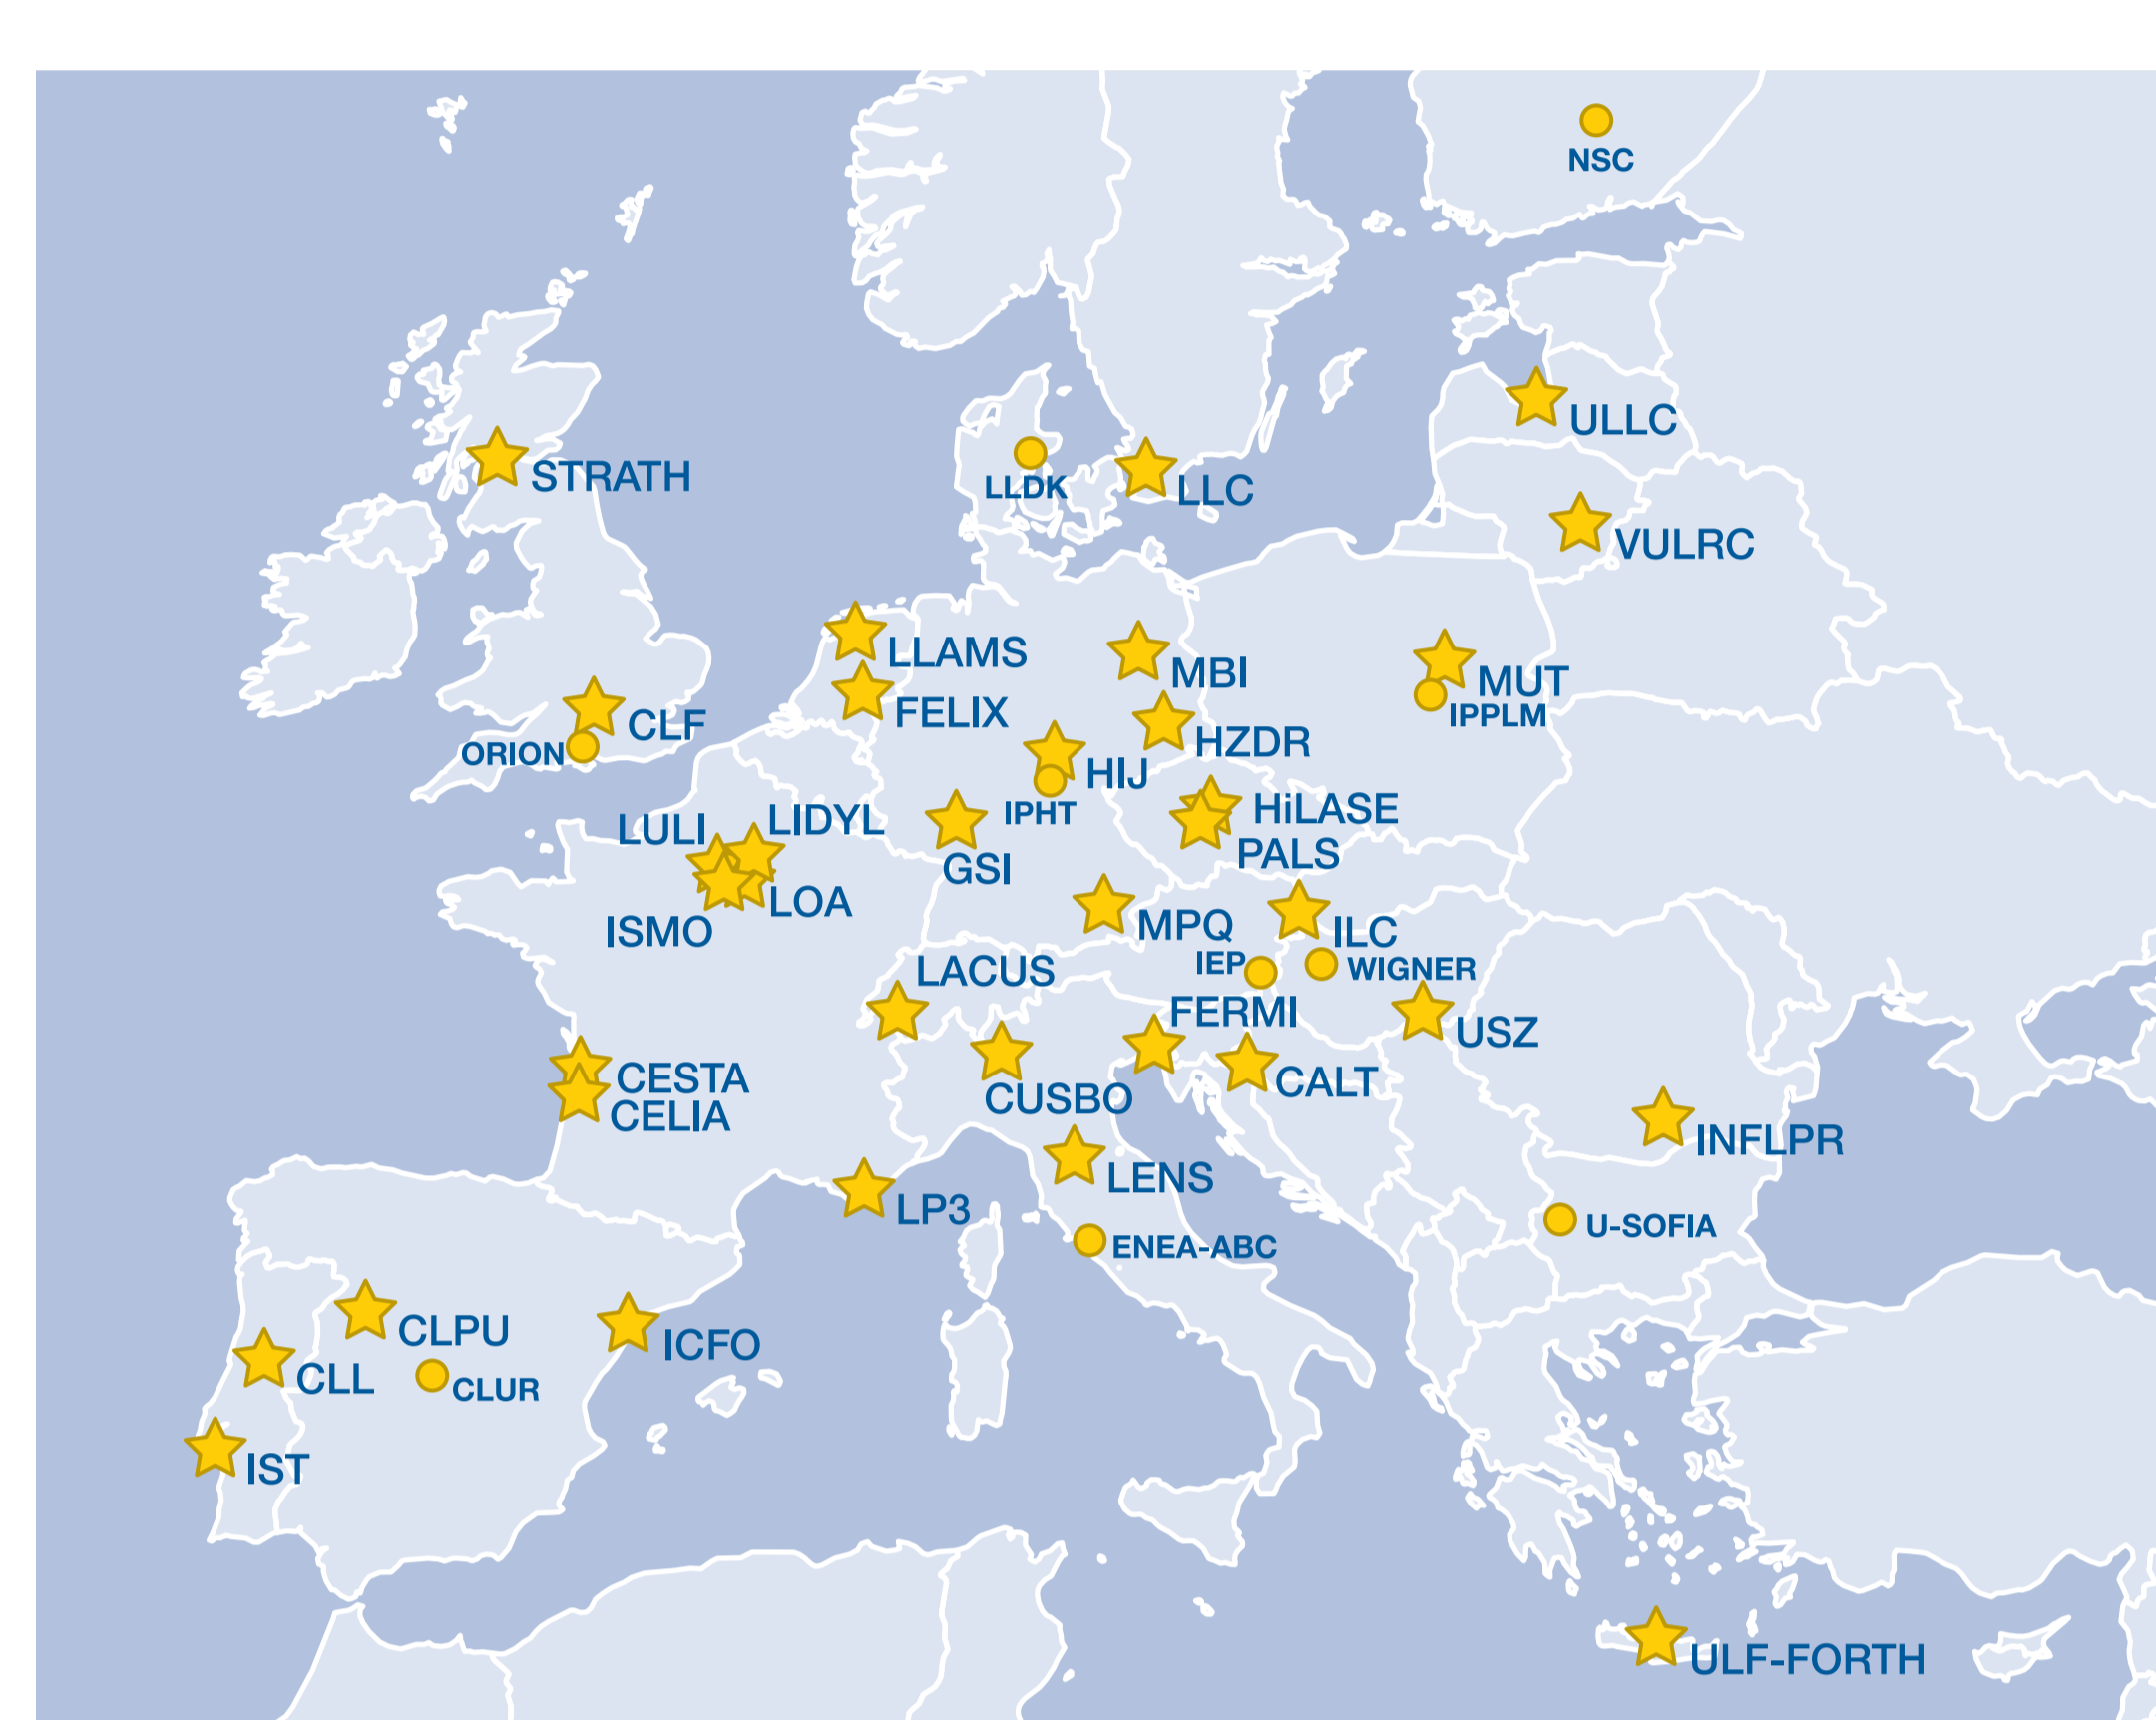 NSC
ULLC
STRATH
LLDK
LLC
VULRC
LLAMS
MBI
MUT
FELIX
IPPLM
CLF
HZDR
ORION
HIJ
IPHT
HiLASE
LULI
LIDYL
PALS
GSI
LOA
ISMO
MPQ
ILC
IEP
WIGNER
LACUS
FERMI
USZ
CESTA
CALT
CUSBO
CELIA
INFLPR
LENS
LP3
U-SOFIA
ENEA-ABC
CLPU
ICFO
CLL
CLUR
IST
ULF-FORTH